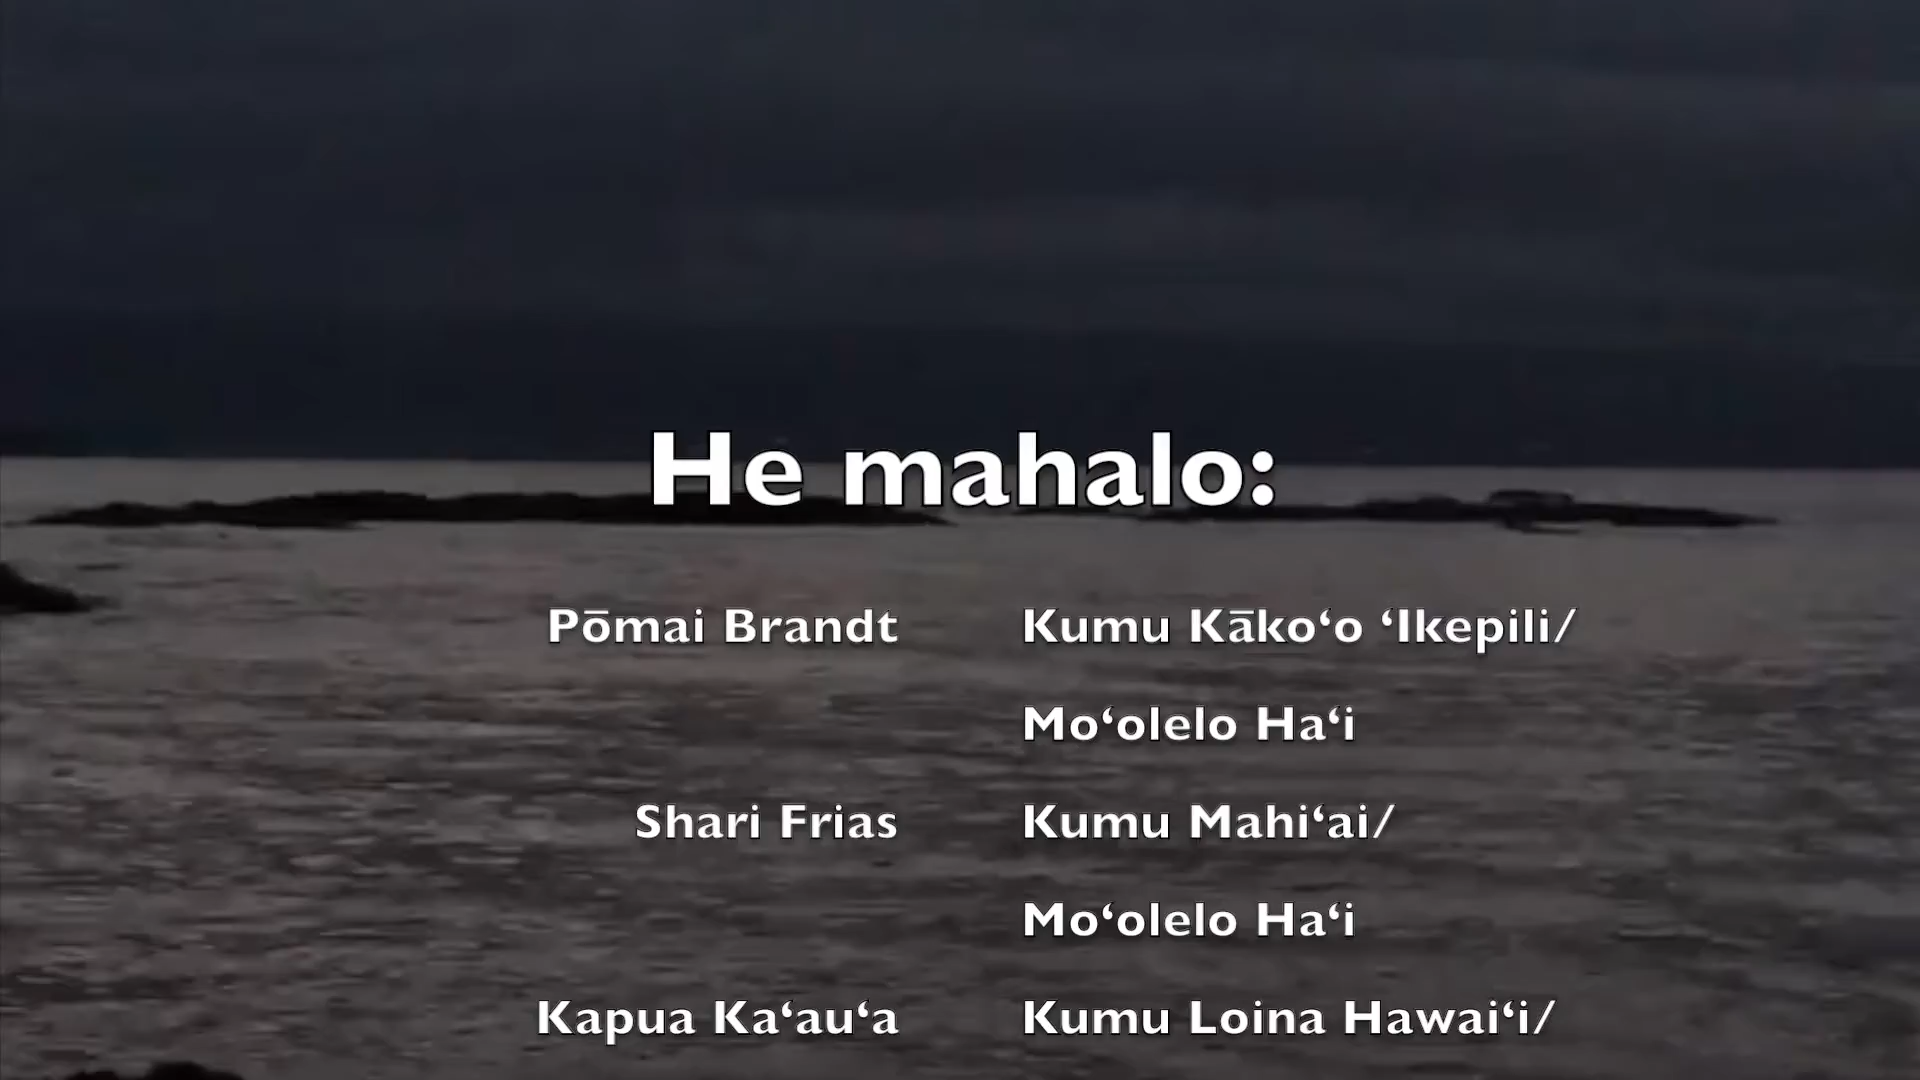 He mahalo:
Pōmai Brandt Kumu Kākoʻo ʻIkepili/
Moʻolelo Haʻi
Shari Frias Kumu Mahiʻai/
Moʻolelo Haʻi
Kapua Kaʻauʻa Kumu Loina Hawaiʻi/